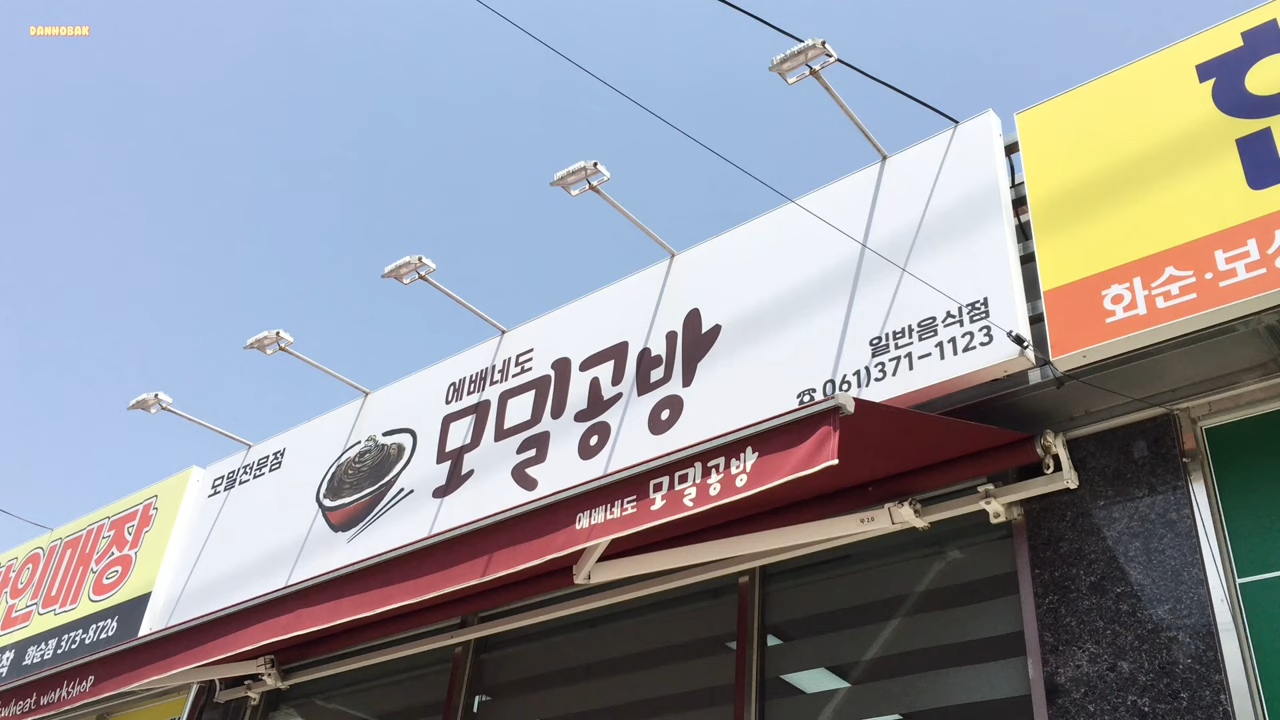 DANHOBAK
모밀전문점
에배네도
모밀공방
일반음식점
☎061)371-1123
에배네도 모밀공방
workshop
인매장
화순점 373-8726
화순·보성